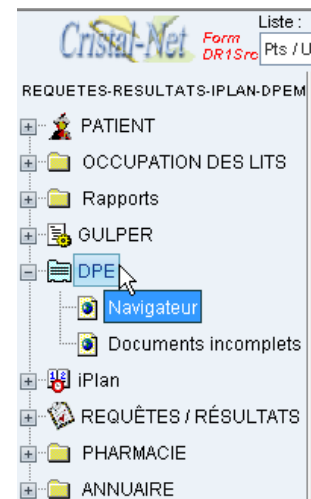 Liste :
Cristal-Net Form
DR1Src Pts / U
REQUETES-RESULTATS-IPLAN-DPEM
PATIENT
OCCUPATION DES LITS
Rapports
GULPER
DPE
Navigateur
Documents incomplets
iPlan
REQUÊTES / RÉSULTATS
PHARMACIE
ANNUAIRE